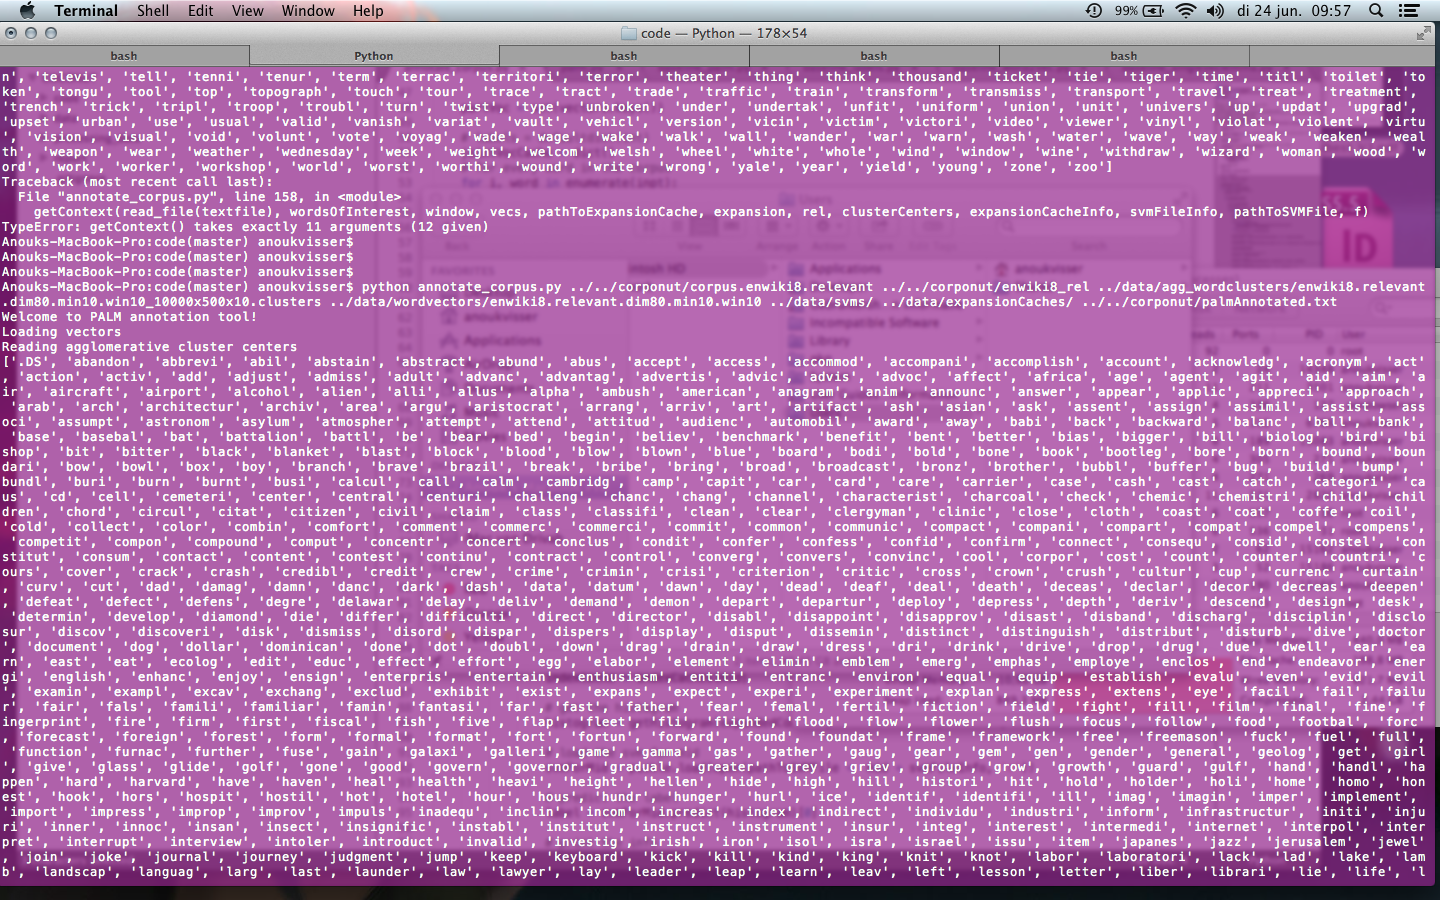 Terminal Shell Edit View Window Help 99% di 24 jun. 09:57
code — Python — 178×54
bash Python bash bash bash
n', 'televis', 'tell', 'tenni', 'tenur', 'term', 'terrac', 'territori', 'terror', 'theater', 'thing', 'think', 'thousand', 'ticket', 'tie', 'tiger', 'time', 'titl', 'toilet', 'to
ken', 'tongu', 'tool', 'top', 'topograph', 'touch', 'tour', 'trace', 'tract', 'trade', 'traffic', 'train', 'transform', 'transmiss', 'transport', 'travel', 'treat', 'treatment',
'trench', 'trick', 'tripl', 'troop', 'troubl', 'turn', 'twist', 'type', 'unbroken', 'under', 'undertak', 'unfit', 'uniform', 'union', 'unit', 'univers', 'up', 'updat', 'upgrad',
'upset', 'urban', 'use', 'usual', 'valid', 'vanish', 'variat', 'vault', 'vehicl', 'version', 'vicin', 'victim', 'victori', 'video', 'viewer', 'vinyl', 'violat', 'violent', 'virtu
', 'vision', 'visual', 'void', 'volunt', 'vote', 'voyag', 'wade', 'wage', 'wake', 'walk', 'wall', 'wander', 'war', 'warn', 'wash', 'water', 'wave', 'way', 'weak', 'weaken', 'weal
th', 'weapon', 'wear', 'weather', 'wednesday', 'week', 'weight', 'welcom', 'welsh', 'wheel', 'white', 'whole', 'wind', 'window', 'wine', 'withdraw', 'wizard', 'woman', 'wood', 'w
ord', 'work', 'worker', 'workshop', 'world', 'worst', 'worthi', 'wound', 'write', 'wrong', 'yale', 'year', 'yield', 'young', 'zone', 'zoo']
Traceback (most recent call last):
File "annotate_corpus.py", line 158, in <module>
getContext(read_file(textfile), wordsOfInterest, window, vecs, pathToExpansionCache, expansion, rel, clusterCenters, expansionCacheInfo, svmFileInfo, pathToSVMFile, f)
TypeError: getContext() takes exactly 11 arguments (12 given)
Anouks-MacBook-Pro:code(master) anoukvisser$
Anouks-MacBook-Pro:code(master) anoukvisser$
Anouks-MacBook-Pro:code(master) anoukvisser$
Anouks-MacBook-Pro:code(master) anoukvisser$ python annotate_corpus.py ../../corponut/corpus.enwiki8.relevant ../../corponut/enwiki8_rel ../data/agg_wordclusters/enwiki8.relevant
.dim80.min10.win10_10000x500x10.clusters ../data/wordvectors/enwiki8.relevant.dim80.min10.win10 ../data/svms/ ../data/expansionCaches/ ../../corponut/palmAnnotated.txt
Welcome to PALM annotation tool!
Loading vectors
Reading agglomerative cluster centers
['.DS', 'abandon', 'abbrevi', 'abil', 'abstain', 'abstract', 'abund', 'abus', 'accept', 'access', 'accommod', 'accompani', 'accomplish', 'account', 'acknowledg', 'acronym', 'act'
, 'action', 'activ', 'add', 'adjust', 'admiss', 'adult', 'advanc', 'advantag', 'advertis', 'advic', 'advis', 'advoc', 'affect', 'africa', 'age', 'agent', 'agit', 'aid', 'aim', 'a
ir', 'aircraft', 'airport', 'alcohol', 'alien', 'alli', 'allus', 'alpha', 'ambush', 'american', 'anagram', 'anim', 'announc', 'answer', 'appear', 'applic', 'appreci', 'approach',
'arab', 'arch', 'architectur', 'archiv', 'area', 'argu', 'aristocrat', 'arrang', 'arriv', 'art', 'artifact', 'ash', 'asian', 'ask', 'assent', 'assign', 'assimil', 'assist', 'ass
oci', 'assumpt', 'astronom', 'asylum', 'atmospher', 'attempt', 'attend', 'attitud', 'audienc', 'automobil', 'award', 'away', 'babi', 'back', 'backward', 'balanc', 'ball', 'bank',
'base', 'basebal', 'bat', 'battalion', 'battl', 'be', 'bear', 'bed', 'begin', 'believ', 'benchmark', 'benefit', 'bent', 'better', 'bias', 'bigger', 'bill', 'biolog', 'bird', 'bi
shop', 'bit', 'bitter', 'black', 'blanket', 'blast', 'block', 'blood', 'blow', 'blown', 'blue', 'board', 'bodi', 'bold', 'bone', 'book', 'bootleg', 'bore', 'born', 'bound', 'boun
dari', 'bow', 'bowl', 'box', 'boy', 'branch', 'brave', 'brazil', 'break', 'bribe', 'bring', 'broad', 'broadcast', 'bronz', 'brother', 'bubbl', 'buffer', 'bug', 'build', 'bump', '
bundl', 'buri', 'burn', 'burnt', 'busi', 'calcul', 'call', 'calm', 'cambridg', 'camp', 'capit', 'car', 'card', 'care', 'carrier', 'case', 'cash', 'cast', 'catch', 'categori', 'ca
us', 'cd', 'cell', 'cemeteri', 'center', 'central', 'centuri', 'challeng', 'chanc', 'chang', 'channel', 'characterist', 'charcoal', 'check', 'chemic', 'chemistri', 'child', 'chil
dren', 'chord', 'circul', 'citat', 'citizen', 'civil', 'claim', 'class', 'classifi', 'clean', 'clear', 'clergyman', 'clinic', 'close', 'cloth', 'coast', 'coat', 'coffe', 'coil',
'cold', 'collect', 'color', 'combin', 'comfort', 'comment', 'commerc', 'commerci', 'commit', 'common', 'communic', 'compact', 'compani', 'compart', 'compat', 'compel', 'compens',
'competit', 'compon', 'compound', 'comput', 'concentr', 'concert', 'conclus', 'condit', 'confer', 'confess', 'confid', 'confirm', 'connect', 'consequ', 'consid', 'constel', 'con
stitut', 'consum', 'contact', 'content', 'contest', 'continu', 'contract', 'control', 'converg', 'convers', 'convinc', 'cool', 'corpor', 'cost', 'count', 'counter', 'countri', 'c
ours', 'cover', 'crack', 'crash', 'credibl', 'credit', 'crew', 'crime', 'crimin', 'crisi', 'criterion', 'critic', 'cross', 'crown', 'crush', 'cultur', 'cup', 'currenc', 'curtain'
, 'curv', 'cut', 'dad', 'damag', 'damn', 'danc', 'dark', 'dash', 'data', 'datum', 'dawn', 'day', 'dead', 'deaf', 'deal', 'death', 'deceas', 'declar', 'decor', 'decreas', 'deepen'
, 'defeat', 'defect', 'defens', 'degre', 'delawar', 'delay', 'deliv', 'demand', 'demon', 'depart', 'departur', 'deploy', 'depress', 'depth', 'deriv', 'descend', 'design', 'desk',
'determin', 'develop', 'diamond', 'die', 'differ', 'difficulti', 'direct', 'director', 'disabl', 'disappoint', 'disapprov', 'disast', 'disband', 'discharg', 'disciplin', 'disclo
sur', 'discov', 'discoveri', 'disk', 'dismiss', 'disord', 'dispar', 'dispers', 'display', 'disput', 'dissemin', 'distinct', 'distinguish', 'distribut', 'disturb', 'dive', 'doctor
', 'document', 'dog', 'dollar', 'dominican', 'done', 'dot', 'doubl', 'down', 'drag', 'drain', 'draw', 'dress', 'dri', 'drink', 'drive', 'drop', 'drug', 'due', 'dwell', 'ear', 'ea
rn', 'east', 'eat', 'ecolog', 'edit', 'educ', 'effect', 'effort', 'egg', 'elabor', 'element', 'elimin', 'emblem', 'emerg', 'emphas', 'employe', 'enclos', 'end', 'endeavor', 'ener
gi', 'english', 'enhanc', 'enjoy', 'ensign', 'enterpris', 'entertain', 'enthusiasm', 'entiti', 'entranc', 'environ', 'equal', 'equip', 'establish', 'evalu', 'even', 'evid', 'evil
', 'examin', 'exampl', 'excav', 'exchang', 'exclud', 'exhibit', 'exist', 'expans', 'expect', 'experi', 'experiment', 'explan', 'express', 'extens', 'eye', 'facil', 'fail', 'failu
r', 'fair', 'fals', 'famili', 'familiar', 'famin', 'fantasi', 'far', 'fast', 'father', 'fear', 'femal', 'fertil', 'fiction', 'field', 'fight', 'fill', 'film', 'final', 'fine', 'f
ingerprint', 'fire', 'firm', 'first', 'fiscal', 'fish', 'five', 'flap', 'fleet', 'fli', 'flight', 'flood', 'flow', 'flower', 'flush', 'focus', 'follow', 'food', 'footbal', 'forc'
, 'forecast', 'foreign', 'forest', 'form', 'formal', 'format', 'fort', 'fortun', 'forward', 'found', 'foundat', 'frame', 'framework', 'free', 'freemason', 'fuck', 'fuel', 'full',
'function', 'furnac', 'further', 'fuse', 'gain', 'galaxi', 'galleri', 'game', 'gamma', 'gas', 'gather', 'gaug', 'gear', 'gem', 'gen', 'gender', 'general', 'geolog', 'get', 'girl
', 'give', 'glass', 'glide', 'golf', 'gone', 'good', 'govern', 'governor', 'gradual', 'greater', 'grey', 'griev', 'group', 'grow', 'growth', 'guard', 'gulf', 'hand', 'handl', 'ha
ppen', 'hard', 'harvard', 'have', 'haven', 'heal', 'health', 'heavi', 'height', 'hellen', 'hide', 'high', 'hill', 'histori', 'hit', 'hold', 'holder', 'holi', 'home', 'homo', 'hon
est', 'hook', 'hors', 'hospit', 'hostil', 'hot', 'hotel', 'hour', 'hous', 'hundr', 'hunger', 'hurl', 'ice', 'identif', 'identifi', 'ill', 'imag', 'imagin', 'imper', 'implement',
'import', 'impress', 'improp', 'improv', 'impuls', 'inadequ', 'inclin', 'incom', 'increas', 'index', 'indirect', 'individu', 'industri', 'inform', 'infrastructur', 'initi', 'inju
ri', 'inner', 'innoc', 'insan', 'insect', 'insignific', 'instabl', 'institut', 'instruct', 'instrument', 'insur', 'integ', 'interest', 'intermedi', 'internet', 'interpol', 'inter
pret', 'interrupt', 'interview', 'intoler', 'introduct', 'invalid', 'investig', 'irish', 'iron', 'isol', 'isra', 'israel', 'issu', 'item', 'japanes', 'jazz', 'jerusalem', 'jewel'
, 'join', 'joke', 'journal', 'journey', 'judgment', 'jump', 'keep', 'keyboard', 'kick', 'kill', 'kind', 'king', 'knit', 'knot', 'labor', 'laboratori', 'lack', 'lad', 'lake', 'lam
b', 'landscap', 'languag', 'larg', 'last', 'launder', 'law', 'lawyer', 'lay', 'leader', 'leap', 'learn', 'leav', 'left', 'lesson', 'letter', 'liber', 'librari', 'lie', 'life', 'l